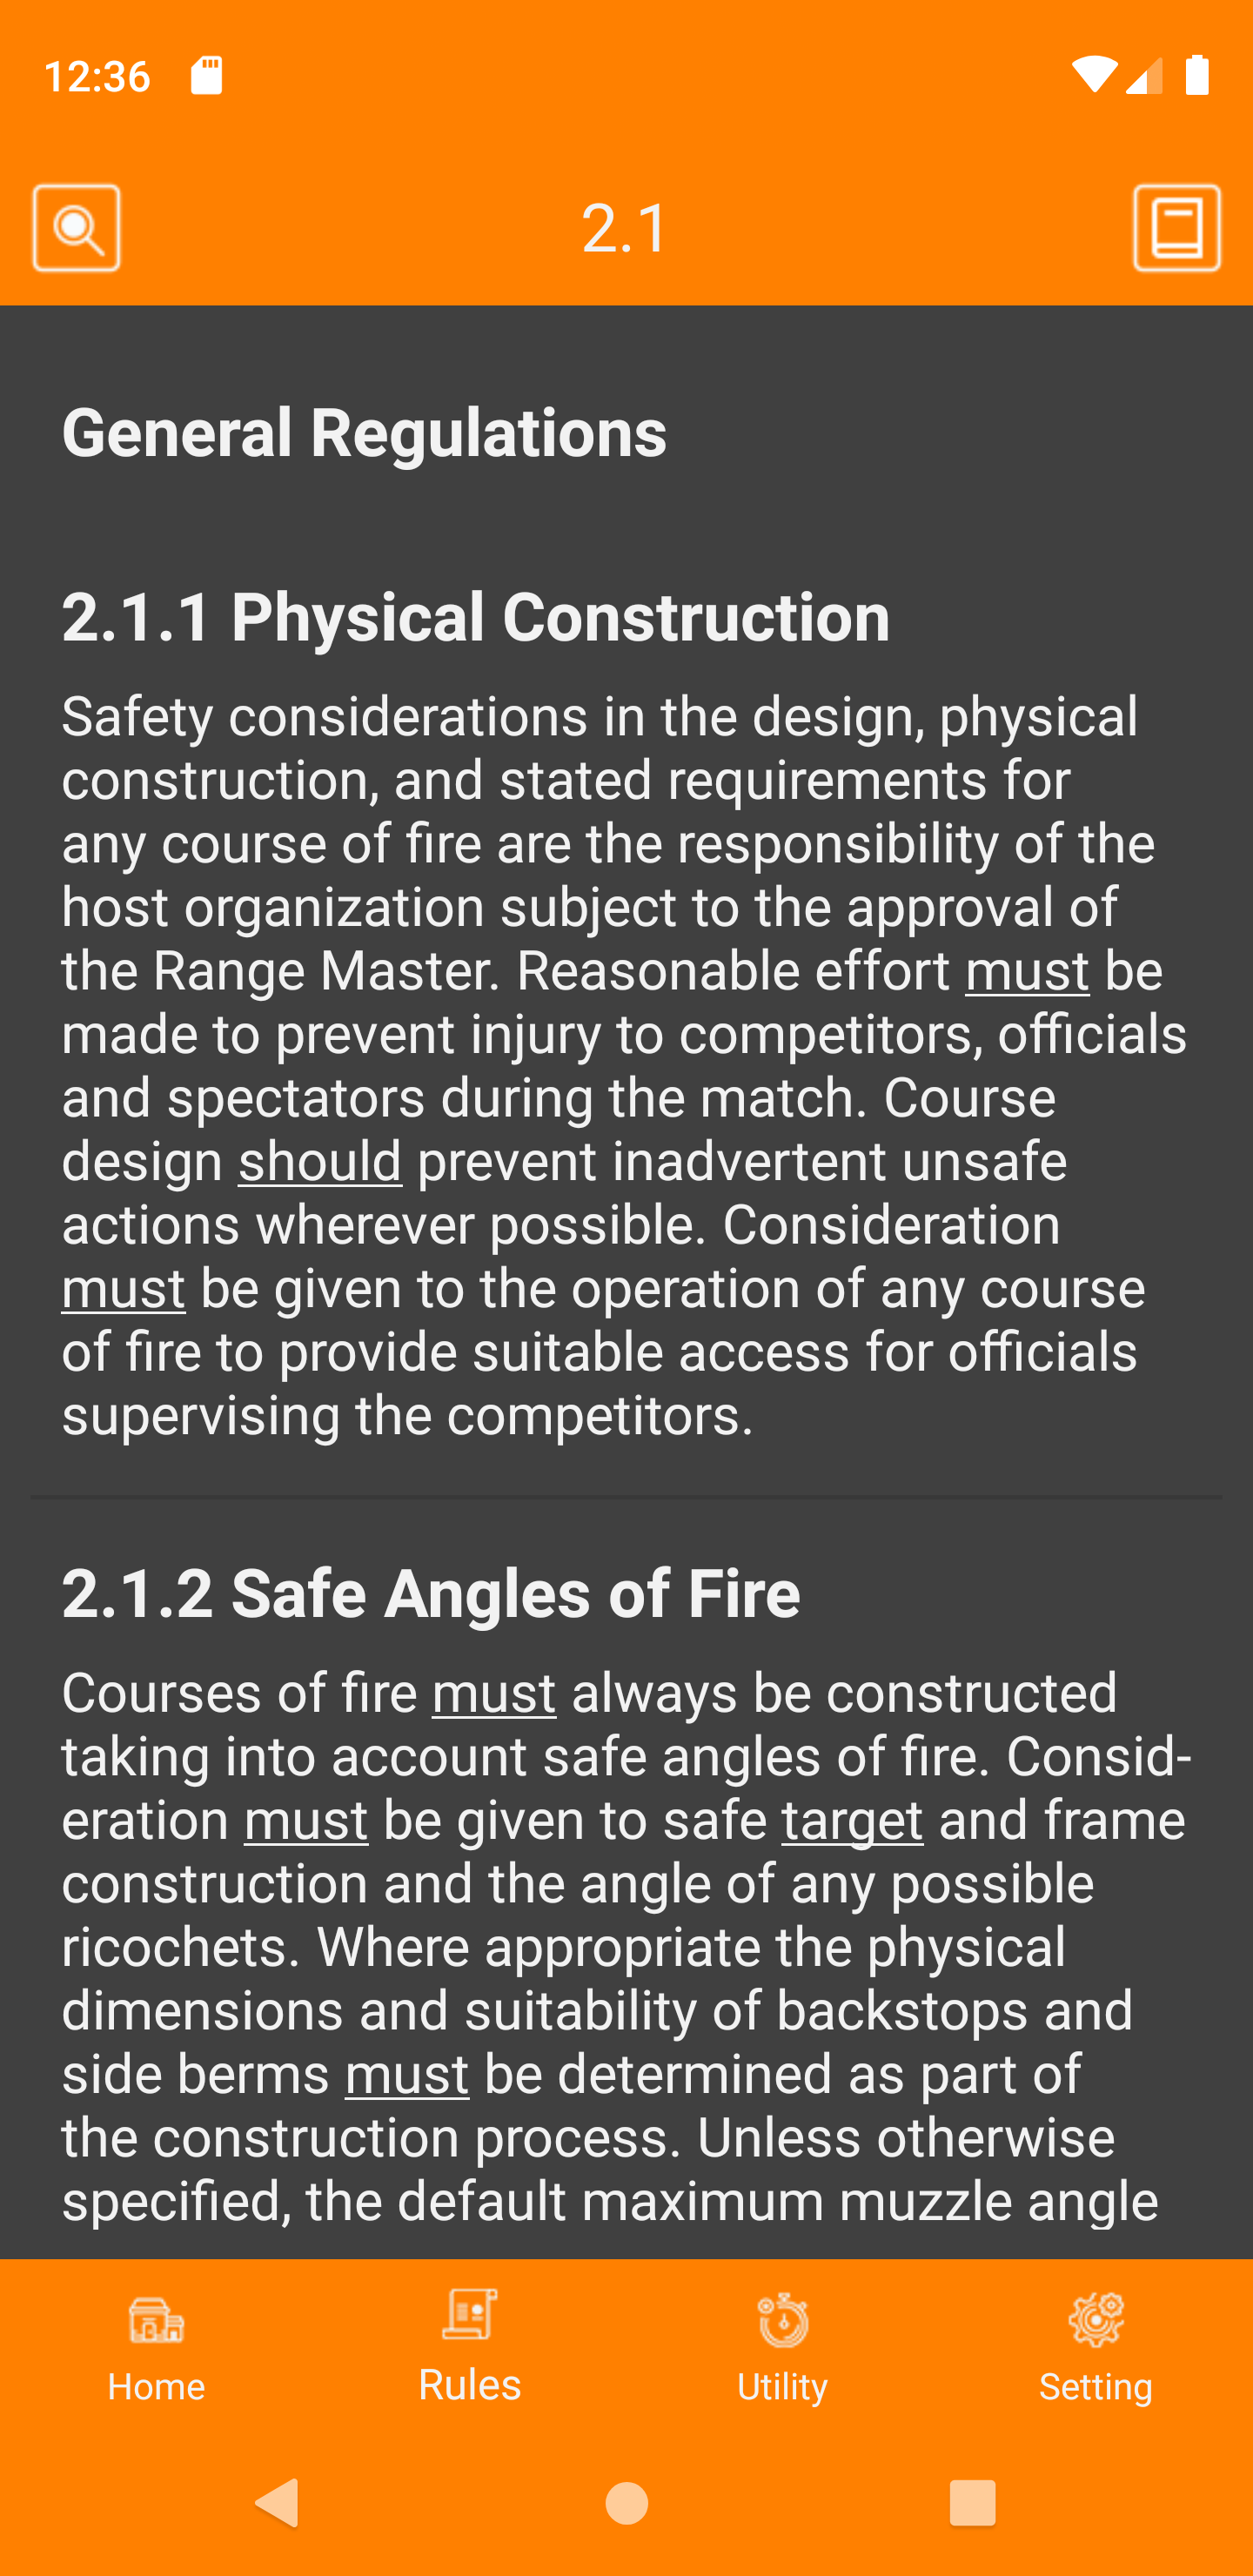 12:36
2.1
General Regulations
2.1.1 Physical Construction
Safety considerations in the design, physical
construction, and stated requirements for
any course of fire are the responsibility of the
host organization subject to the approval of
the Range Master. Reasonable effort must be
made to prevent injury to competitors, officials
and spectators during the match. Course
design should prevent inadvertent unsafe
actions wherever possible. Consideration
must be given to the operation of any course
of fire to provide suitable access for officials
supervising the competitors.
2.1.2 Safe Angles of Fire
Courses of fire must always be constructed
taking into account safe angles of fire. Consid-
eration must be given to safe target and frame
construction and the angle of any possible
ricochets. Where appropriate the physical
dimensions and suitability of backstops and
side berms must be determined as part of
the construction process. Unless otherwise
specified, the default maximum muzzle angle
Home
Rules
Utility
Setting